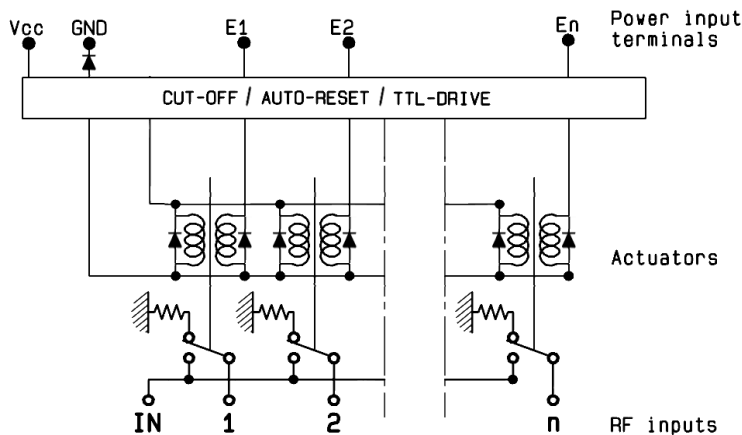 Vcc GND E1 E2 En Power input
terminals
CUT-OFF / AUTO-RESET / TTL-DRIVE
Actuators
IN 1 2 n RF inputs